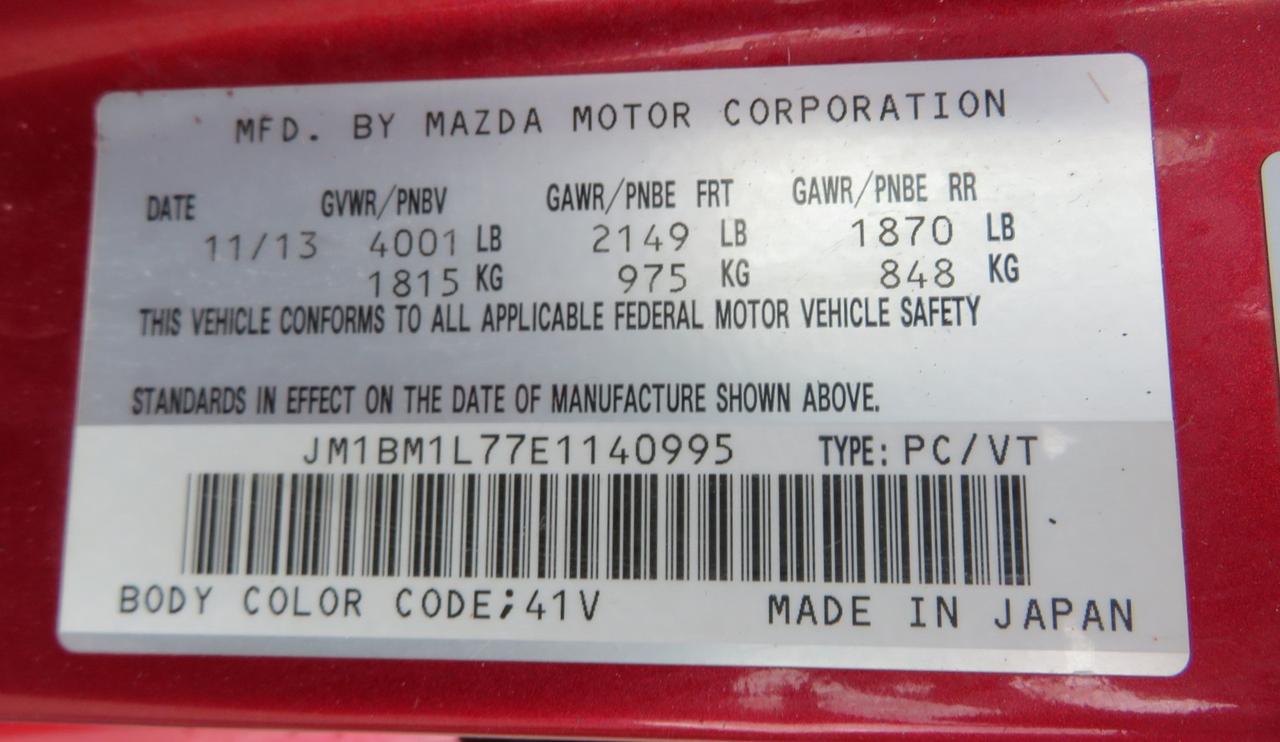 MFD. BY MAZDA MOTOR CORPORATION
DATE GVWR/PNBV GAWR/PNBE FRT GAWR/PNBE RR
11/13 4001 LB 2149 LB 1870 LB
1815 KG 975 KG 848 KG
THIS VEHICLE CONFORMS TO ALL APPLICABLE FEDERAL MOTOR VEHICLE SAFETY
STANDARDS IN EFFECT ON THE DATE OF MANUFACTURE SHOWN ABOVE.
JM1BM1L77E1140995 TYPE: PC/VT
BODY COLOR CODE;41V MADE IN JAPAN